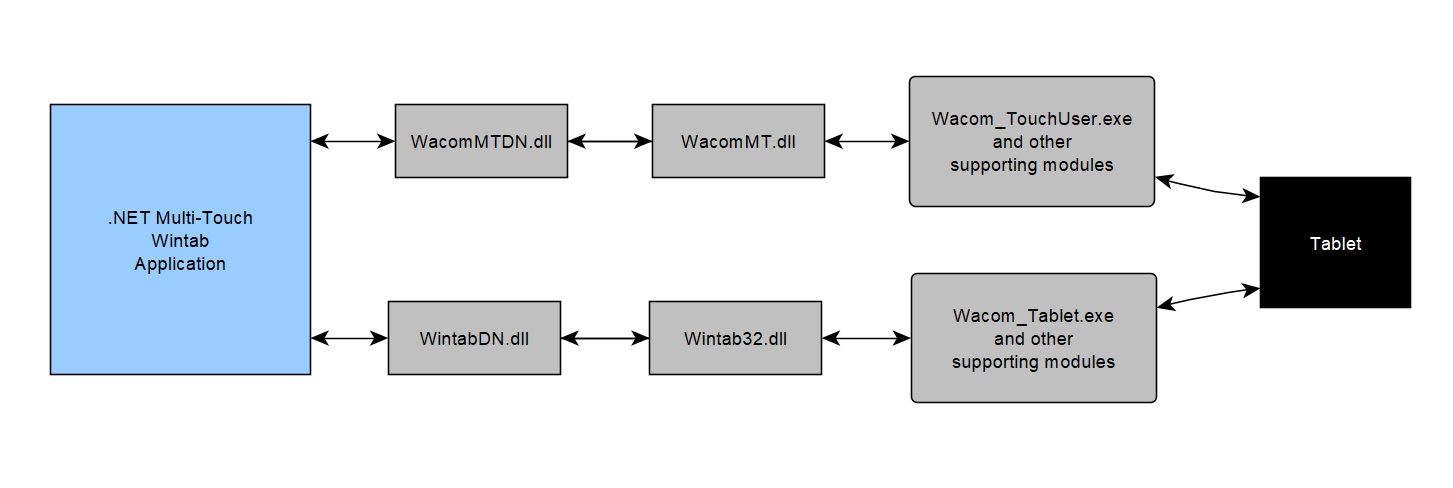 .NET Multi-Touch
Wintab
Application
WacomMTDN.dll
WacomMT.dll
Wacom_TouchUser.exe
and other
supporting modules
WintabDN.dll
Wintab32.dll
Wacom_Tablet.exe
and other
supporting modules
Tablet